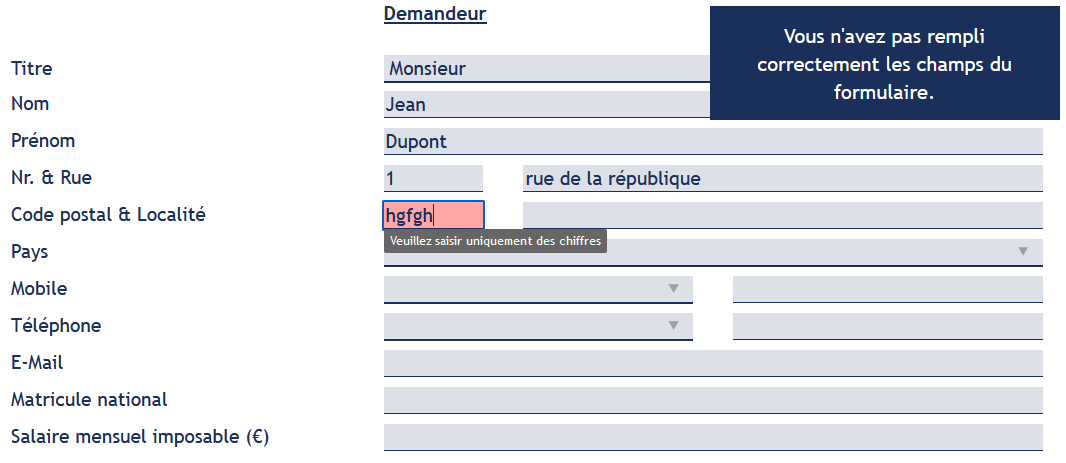 Demandeur
Vous n'avez pas rempli
correctement les champs du
formulaire.
Titre Monsieur
Nom Jean
Prénom Dupont
Nr. & Rue 1 rue de la république
Code postal & Localité hgfgh
Veuillez saisir uniquement des chiffres
Pays
Mobile
Téléphone
E-Mail
Matricule national
Salaire mensuel imposable (€)